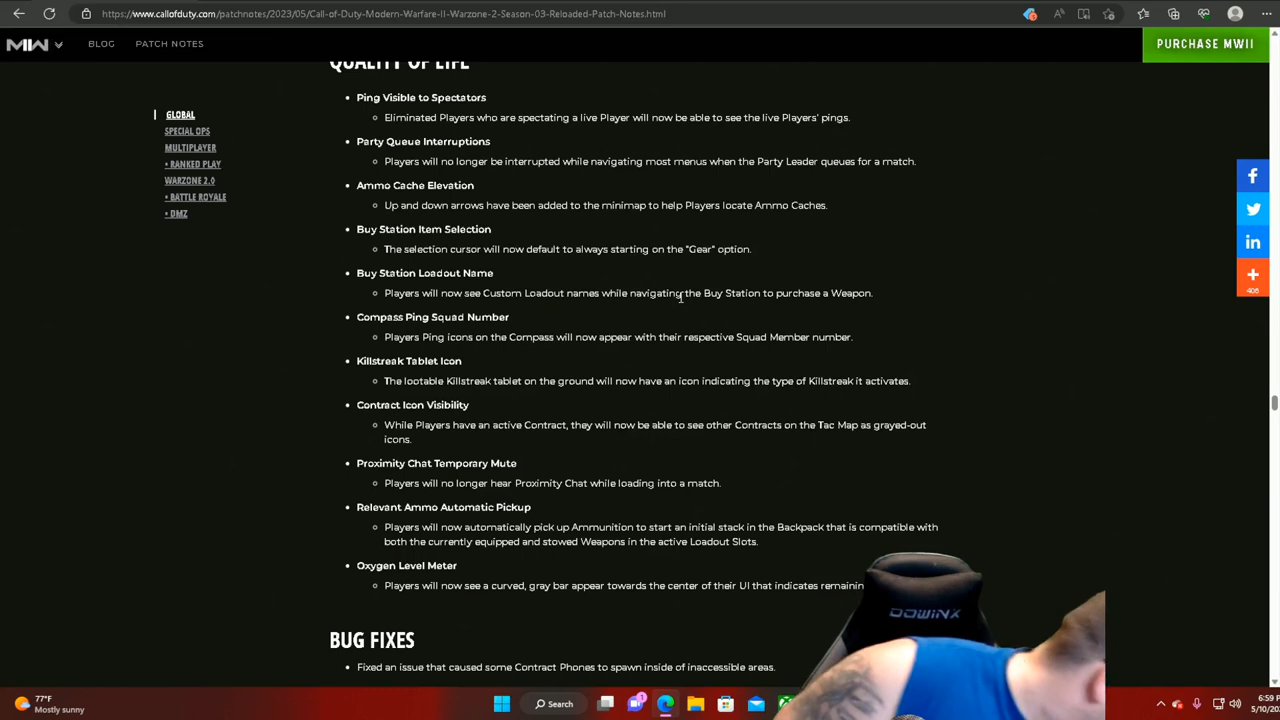 https://www.callofduty.com/patchnotes/2023/05/Call-of-Duty-Modern-Warfare-II-Warzone-2-Season-03-Reloaded-Patch-Notes.html
MW BLOG PATCH NOTES PURCHASE MWII
QUALITY OF LIFE
GLOBAL
SPECIAL OPS
MULTIPLAYER
• RANKED PLAY
WARZONE 2.0
• BATTLE ROYALE
• DMZ
• Ping Visible to Spectators
Eliminated Players who are spectating a live Player will now be able to see the live Players' pings.
• Party Queue Interruptions
Players will no longer be interrupted while navigating most menus when the Party Leader queues for a match.
• Ammo Cache Elevation
Up and down arrows have been added to the minimap to help Players locate Ammo Caches.
• Buy Station Item Selection
The selection cursor will now default to always starting on the "Gear" option.
• Buy Station Loadout Name
Players will now see Custom Loadout names while navigating the Buy Station to purchase a Weapon.
• Compass Ping Squad Number
Players Ping icons on the Compass will now appear with their respective Squad Member number.
• Killstreak Tablet Icon
The lootable Killstreak tablet on the ground will now have an icon indicating the type of Killstreak it activates.
• Contract Icon Visibility
While Players have an active Contract, they will now be able to see other Contracts on the Tac Map as grayed-out
icons.
• Proximity Chat Temporary Mute
Players will no longer hear Proximity Chat while loading into a match.
• Relevant Ammo Automatic Pickup
Players will now automatically pick up Ammunition to start an initial stack in the Backpack that is compatible with
both the currently equipped and stowed Weapons in the active Loadout Slots.
• Oxygen Level Meter
Players will now see a curved, gray bar appear towards the center of their UI that indicates remaining
BUG FIXES
• Fixed an issue that caused some Contract Phones to spawn inside of inaccessible areas.
408
DOWINX
77°F
Mostly sunny
Search
6:59